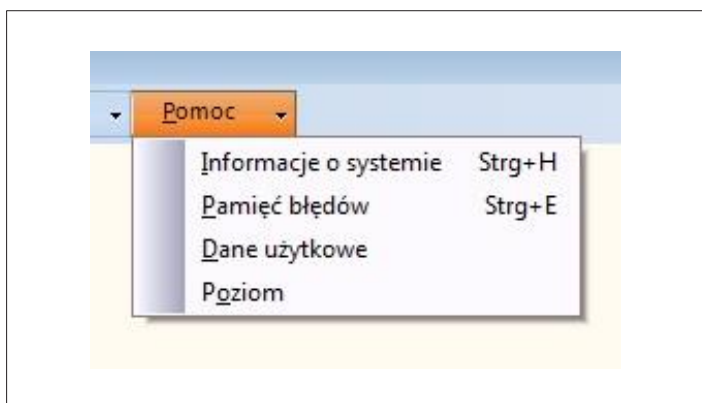 Pomoc
Informacje o systemie Strg+H
Pamięć błędów Strg+E
Dane użytkowe
Poziom